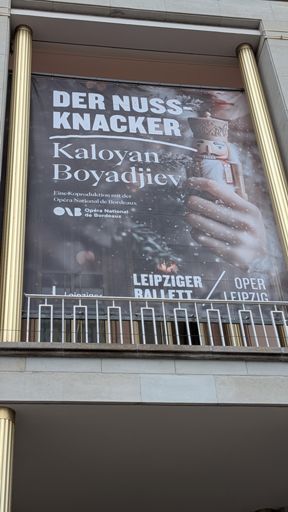 DER NUSS-
KNACKER
Kaloyan
Boyadjiev
Eine Koproduktion mit der
Opéra National de Bordeaux
Opéra National
de Bordeaux
LEIPZIGER
BALLETT / OPER
LEIPZIG
Leipziger